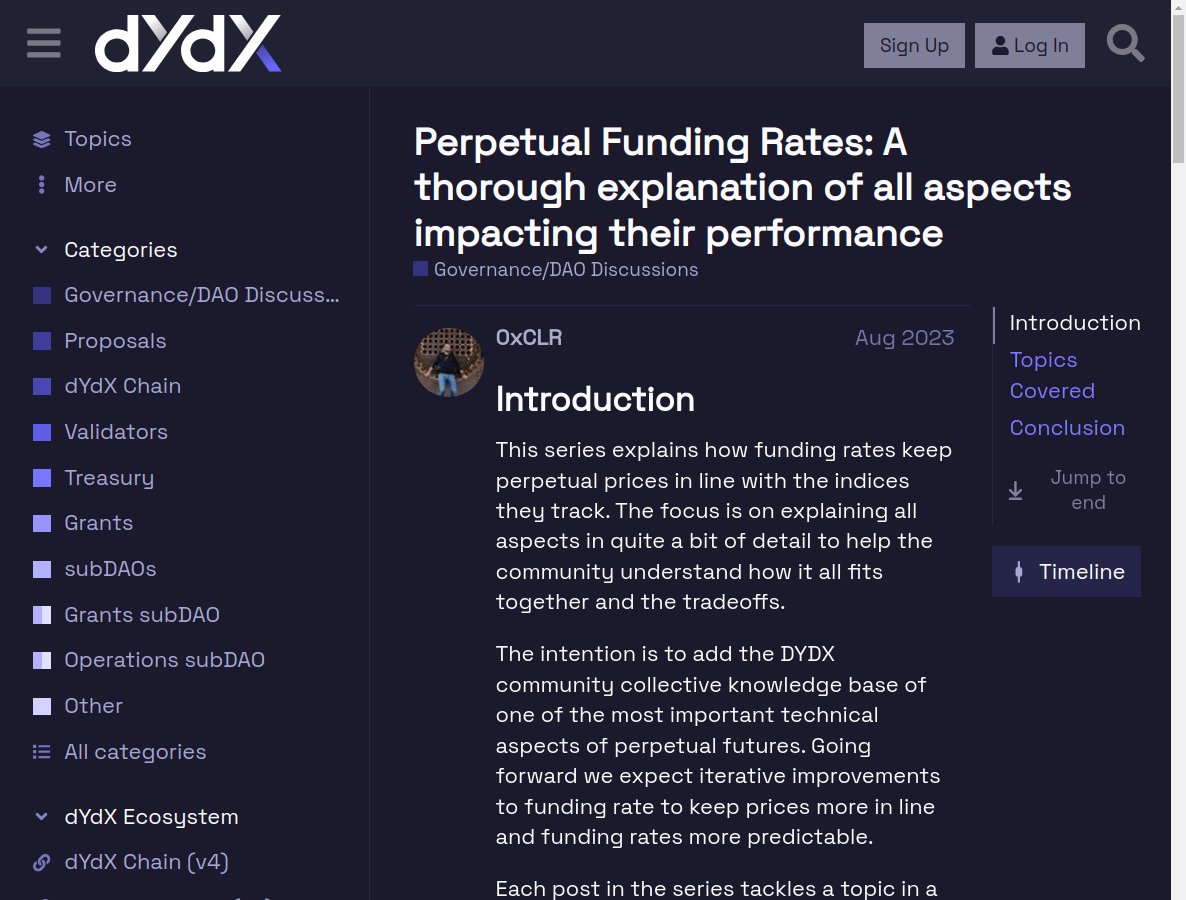 dYdX
Sign Up
Log In
Topics
More
Categories
Governance/DAO Discuss...
Proposals
dYdX Chain
Validators
Treasury
Grants
subDAOs
Grants subDAO
Operations subDAO
Other
All categories
dYdX Ecosystem
dYdX Chain (v4)
Perpetual Funding Rates: A
thorough explanation of all aspects
impacting their performance
Governance/DAO Discussions
0xCLR
Aug 2023
Introduction
This series explains how funding rates keep
perpetual prices in line with the indices
they track. The focus is on explaining all
aspects in quite a bit of detail to help the
community understand how it all fits
together and the tradeoffs.
The intention is to add the DYDX
community collective knowledge base of
one of the most important technical
aspects of perpetual futures. Going
forward we expect iterative improvements
to funding rate to keep prices more in line
and funding rates more predictable.
Each post in the series tackles a topic in a
Introduction
Topics
Covered
Conclusion
Jump to
end
Timeline